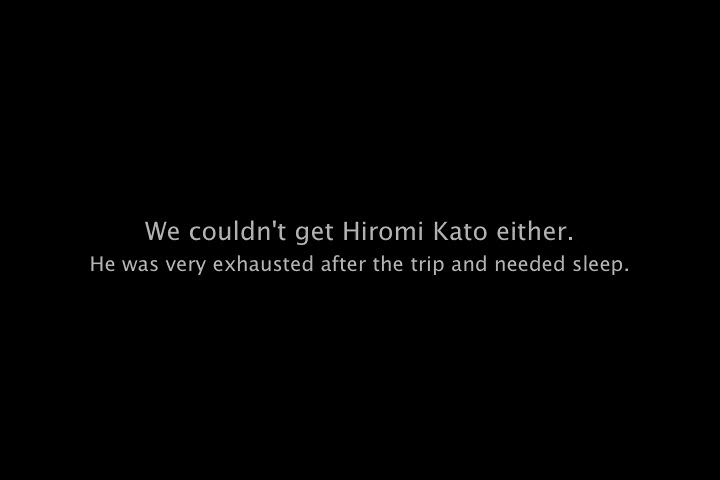 We couldn't get Hiromi Kato either.
He was very exhausted after the trip and needed sleep.